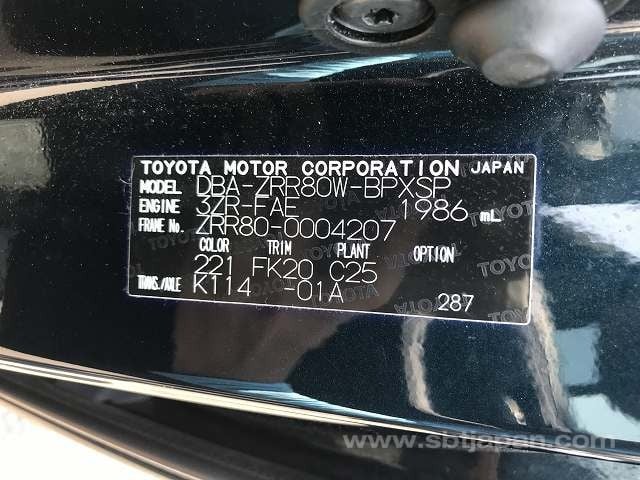 TOYOTA MOTOR CORPORATION JAPAN
MODEL DBA-ZRR80W-BPXSP
ENGINE 3ZR-FAE 1986 mL
FRAME No. ZRR80-0004207
COLOR TRIM PLANT OPTION
221 FK20 C25
TRANS./AXLE K114 -01A 287
www.sbtjapan.com